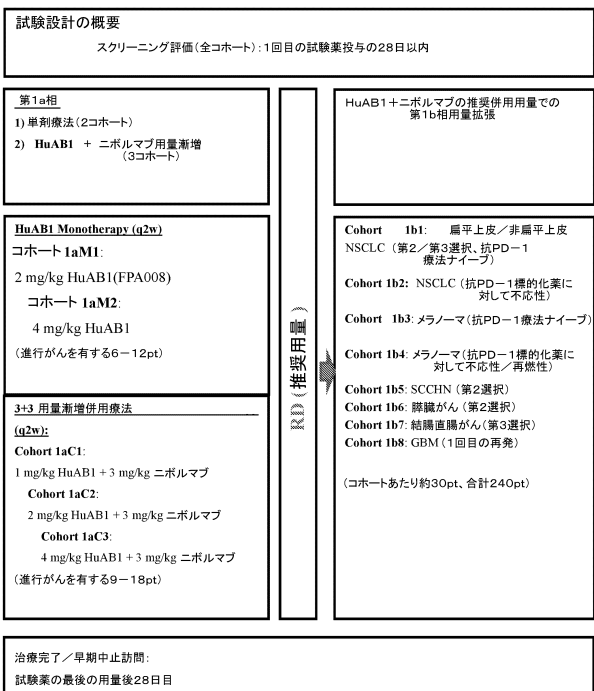 試験設計の概要
スクリーニング評価(全コホート):1回目の試験薬投与の28日以内
第1a相
1) 単剤療法(2コホート)
2) HuAB1 + ニボルマブ用量漸増
(3コホート)
HuAB1 Monotherapy (q2w)
コホート 1aM1:
2 mg/kg HuAB1(FPA008)
コホート 1aM2:
4 mg/kg HuAB1
(進行がんを有する6-12pt)
3+3 用量漸増併用療法
(q2w):
Cohort 1aC1:
1 mg/kg HuAB1 + 3 mg/kg ニボルマブ
Cohort 1aC2:
2 mg/kg HuAB1 + 3 mg/kg ニボルマブ
Cohort 1aC3:
4 mg/kg HuAB1 + 3 mg/kg ニボルマブ
(進行がんを有する9-18pt)
RD(推奨用量)
HuAB1+ニボルマブの推奨併用用量での
第1b相用量拡張
Cohort 1b1: 扁平上皮/非扁平上皮
NSCLC (第2/第3選択、抗PD-1
療法ナイーブ)
Cohort 1b2: NSCLC (抗PD-1標的化薬に
対して不応性)
Cohort 1b3: メラノーマ(抗PD-1療法ナイーブ)
Cohort 1b4: メラノーマ(抗PD-1標的化薬に
対して不応性/再燃性)
Cohort 1b5: SCCHN (第2選択)
Cohort 1b6: 膵臓がん (第2選択)
Cohort 1b7: 結腸直腸がん(第3選択)
Cohort 1b8: GBM (1回目の再発)
(コホートあたり約30pt、合計240pt)
治療完了/早期中止訪問:
試験薬の最後の用量後28日目